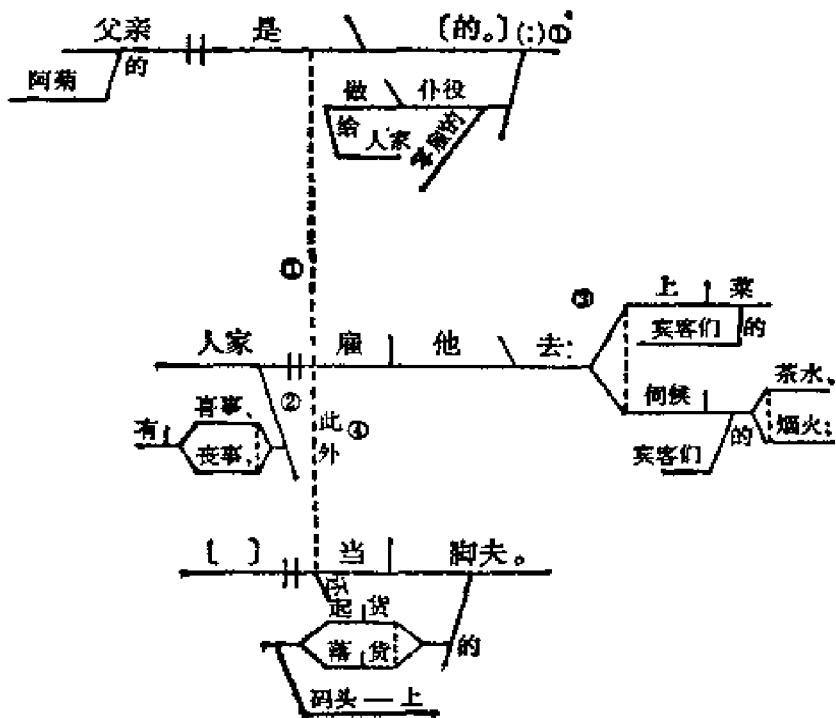 父亲 是 〔的。〕(:)①
阿菊 的
做 仆役
给 人家 零雇的
①
③ 上 菜
宾客们 的
人家 雇 他 去:
② 茶水、
喜事、 伺候
有 此外 ④ 的 烟火;
丧事、 宾客们
〔 〕 当 脚夫。
起 货
落 货 的
码头 — 上